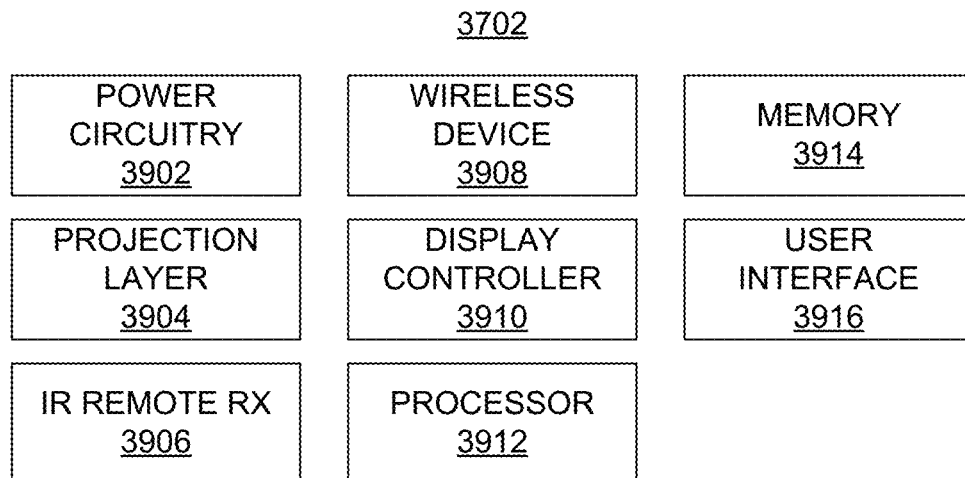 3702
POWER
CIRCUITRY
3902
WIRELESS
DEVICE
3908
MEMORY
3914
PROJECTION
LAYER
3904
DISPLAY
CONTROLLER
3910
USER
INTERFACE
3916
IR REMOTE RX
3906
PROCESSOR
3912